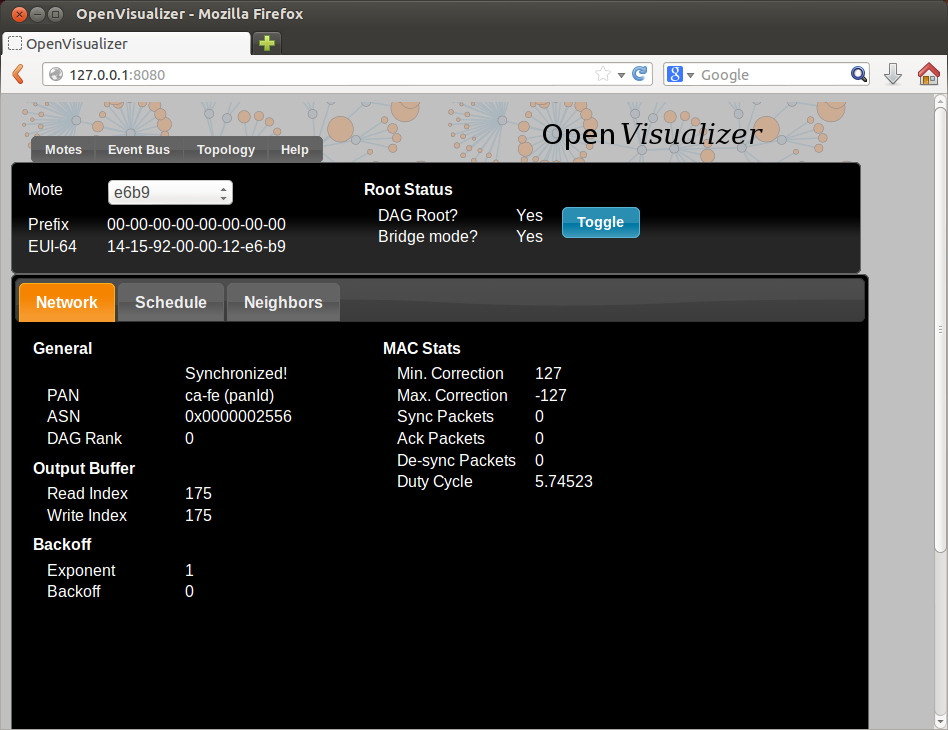 OpenVisualizer - Mozilla Firefox
OpenVisualizer
127.0.0.1:8080
Google
Open Visualizer
Motes Event Bus Topology Help
Mote e6b9
Prefix 00-00-00-00-00-00-00-00
EUI-64 14-15-92-00-00-12-e6-b9
Root Status
DAG Root? Yes
Bridge mode? Yes
Toggle
Network Schedule Neighbors
General
Synchronized!
PAN ca-fe (panId)
ASN 0x0000002556
DAG Rank 0
Output Buffer
Read Index 175
Write Index 175
Backoff
Exponent 1
Backoff 0
MAC Stats
Min. Correction 127
Max. Correction -127
Sync Packets 0
Ack Packets 0
De-sync Packets 0
Duty Cycle 5.74523